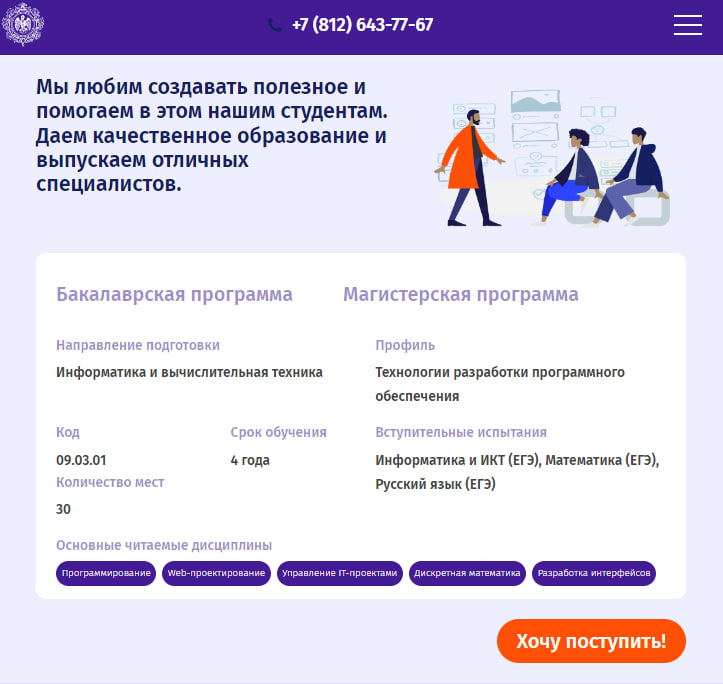 +7 (812) 643-77-67
Мы любим создавать полезное и
помогаем в этом нашим студентам.
Даем качественное образование и
выпускаем отличных
специалистов.
Бакалаврская программа
Магистерская программа
Направление подготовки
Информатика и вычислительная техника
Профиль
Технологии разработки программного
обеспечения
Код
09.03.01
Срок обучения
4 года
Вступительные испытания
Информатика и ИКТ (ЕГЭ), Математика (ЕГЭ),
Русский язык (ЕГЭ)
Количество мест
30
Основные читаемые дисциплины
Программирование
Web-проектирование
Управление IT-проектами
Дискретная математика
Разработка интерфейсов
Хочу поступить!